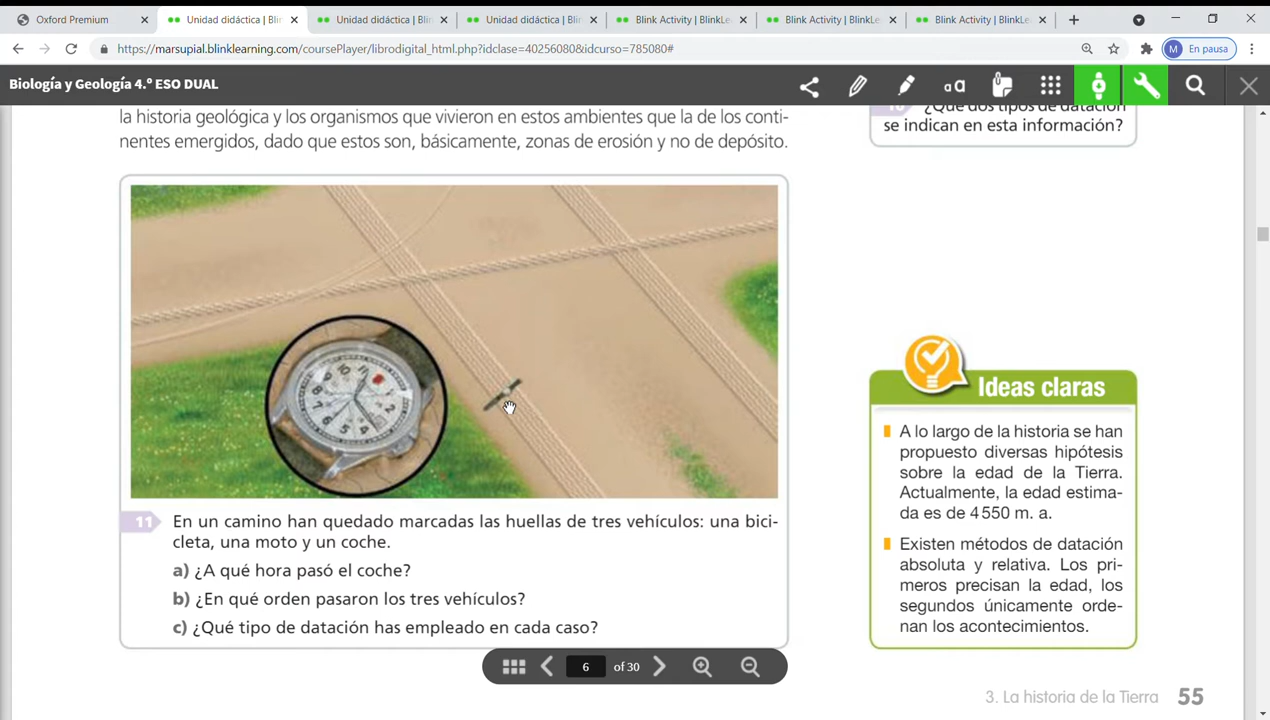 Oxford Premium
Unidad didáctica | Blin
Unidad didáctica | Blin
Unidad didáctica | Blin
Blink Activity | BlinkLe
Blink Activity | BlinkLe
Blink Activity | BlinkLe
https://marsupial.blinklearning.com/coursePlayer/librodigital_html.php?idclase=40256080&idcurso=785080#
M En pausa
Biología y Geología 4.º ESO DUAL
aa
la historia geológica y los organismos que vivieron en estos ambientes que la de los conti-
nentes emergidos, dado que estos son, básicamente, zonas de erosión y no de depósito.
10 ¿Qué dos tipos de datación
se indican en esta información?
11 En un camino han quedado marcadas las huellas de tres vehículos: una bici-
cleta, una moto y un coche.
a) ¿A qué hora pasó el coche?
b) ¿En qué orden pasaron los tres vehículos?
c) ¿Qué tipo de datación has empleado en cada caso?
Ideas claras
A lo largo de la historia se han
propuesto diversas hipótesis
sobre la edad de la Tierra.
Actualmente, la edad estima-
da es de 4 550 m. a.
Existen métodos de datación
absoluta y relativa. Los pri-
meros precisan la edad, los
segundos únicamente orde-
nan los acontecimientos.
6 of 30
3. La historia de la Tierra 55